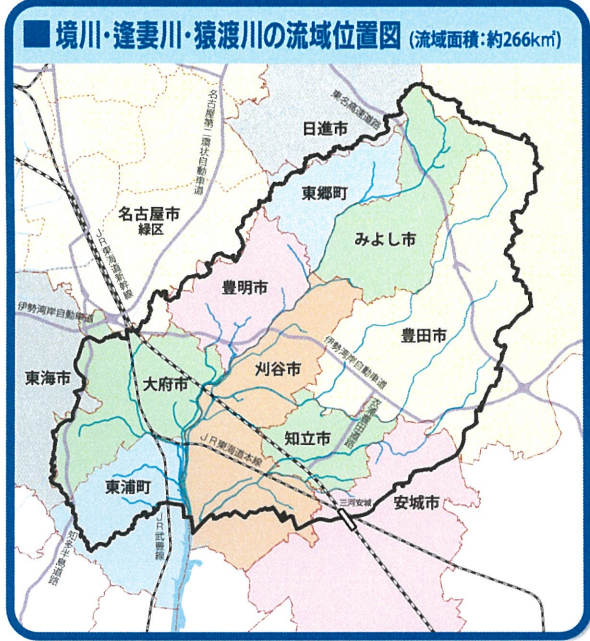 ■境川・逢妻川・猿渡川の流域位置図 (流域面積:約266k㎡)
東名高速道路
日進市
名古屋第二環状自動車道
東郷町
名古屋市
緑区
みよし市
JR東海道新幹線
豊明市
伊勢湾岸自動車道
豊田市
伊勢湾岸自動車道
東海市
大府市
刈谷市
衣浦豊田道路
知立市
JR東海道本線
東浦町
三河安城
安城市
JR武豊線
知多半島道路